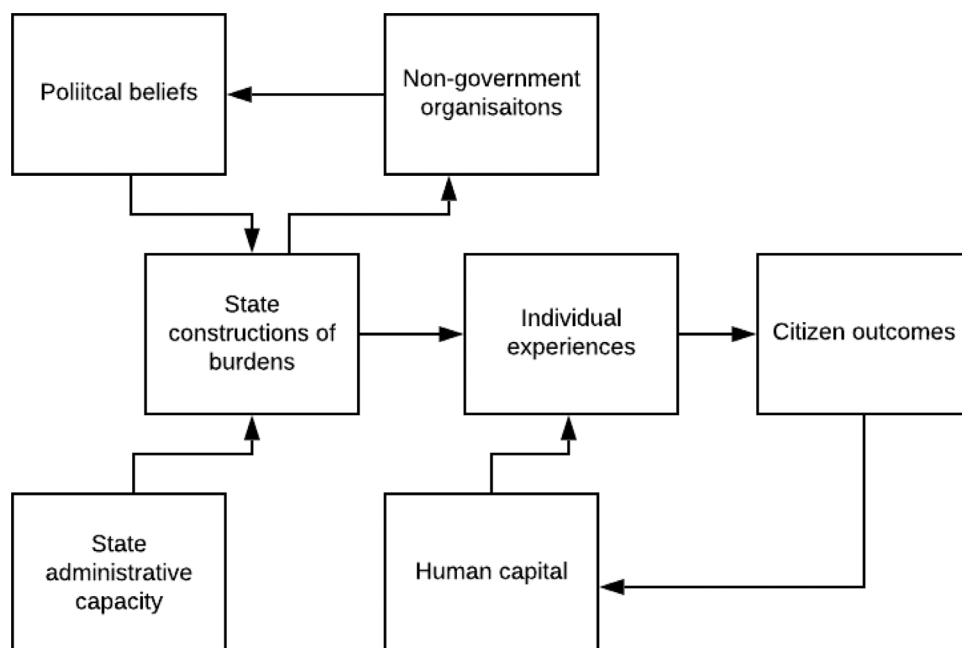 Poliitcal beliefs
Non-government
organisaitons
State
constructions of
burdens
Individual
experiences
Citizen outcomes
State
administrative
capacity
Human capital